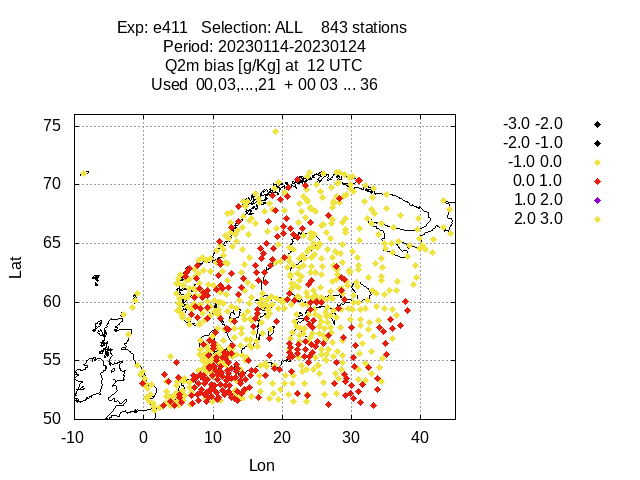 Exp: e411 Selection: ALL 843 stations
Period: 20230114-20230124
Q2m bias [g/Kg] at 12 UTC
Used 00,03,...,21 + 00 03 ... 36
-3.0 -2.0
-2.0 -1.0
-1.0 0.0
0.0 1.0
1.0 2.0
2.0 3.0
75
70
65
60
55
50
Lat
-10 0 10 20 30 40
Lon